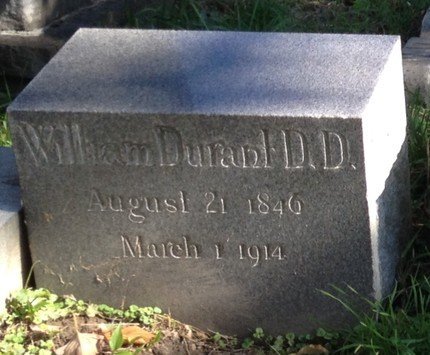 William Durant D.D.
August 21 1846
March 1 1914